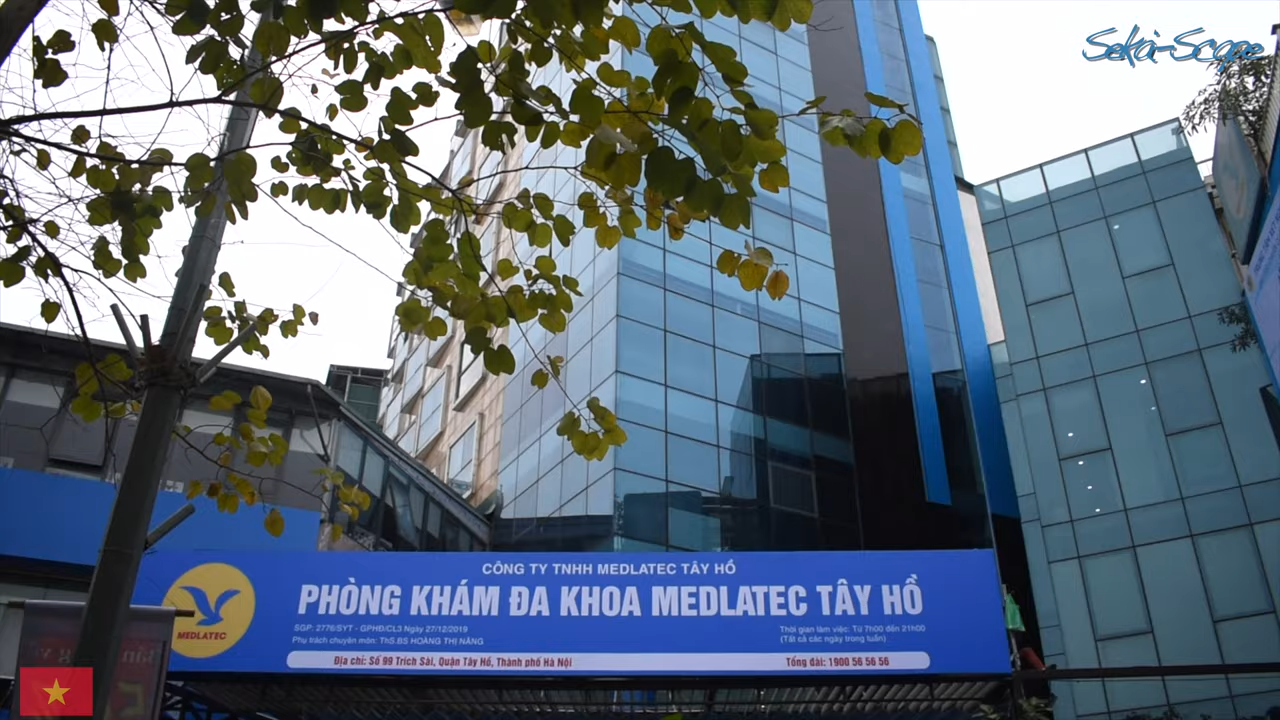 Sekai-Scape
CÔNG TY TNHH MEDLATEC TÂY HỒ
PHÒNG KHÁM ĐA KHOA MEDLATEC TÂY HỒ
MEDLATEC
SGP: 2776/SYT - GPHĐ/CL3 Ngày 27/12/2019
Phụ trách chuyên môn: ThS.BS HOÀNG THỊ NĂNG
Thời gian làm việc: Từ 7h00 đến 21h00
(Tất cả các ngày trong tuần)
Địa chỉ: Số 99 Trích Sài, Quận Tây Hồ, Thành phố Hà Nội
Tổng đài: 1900 56 56 56